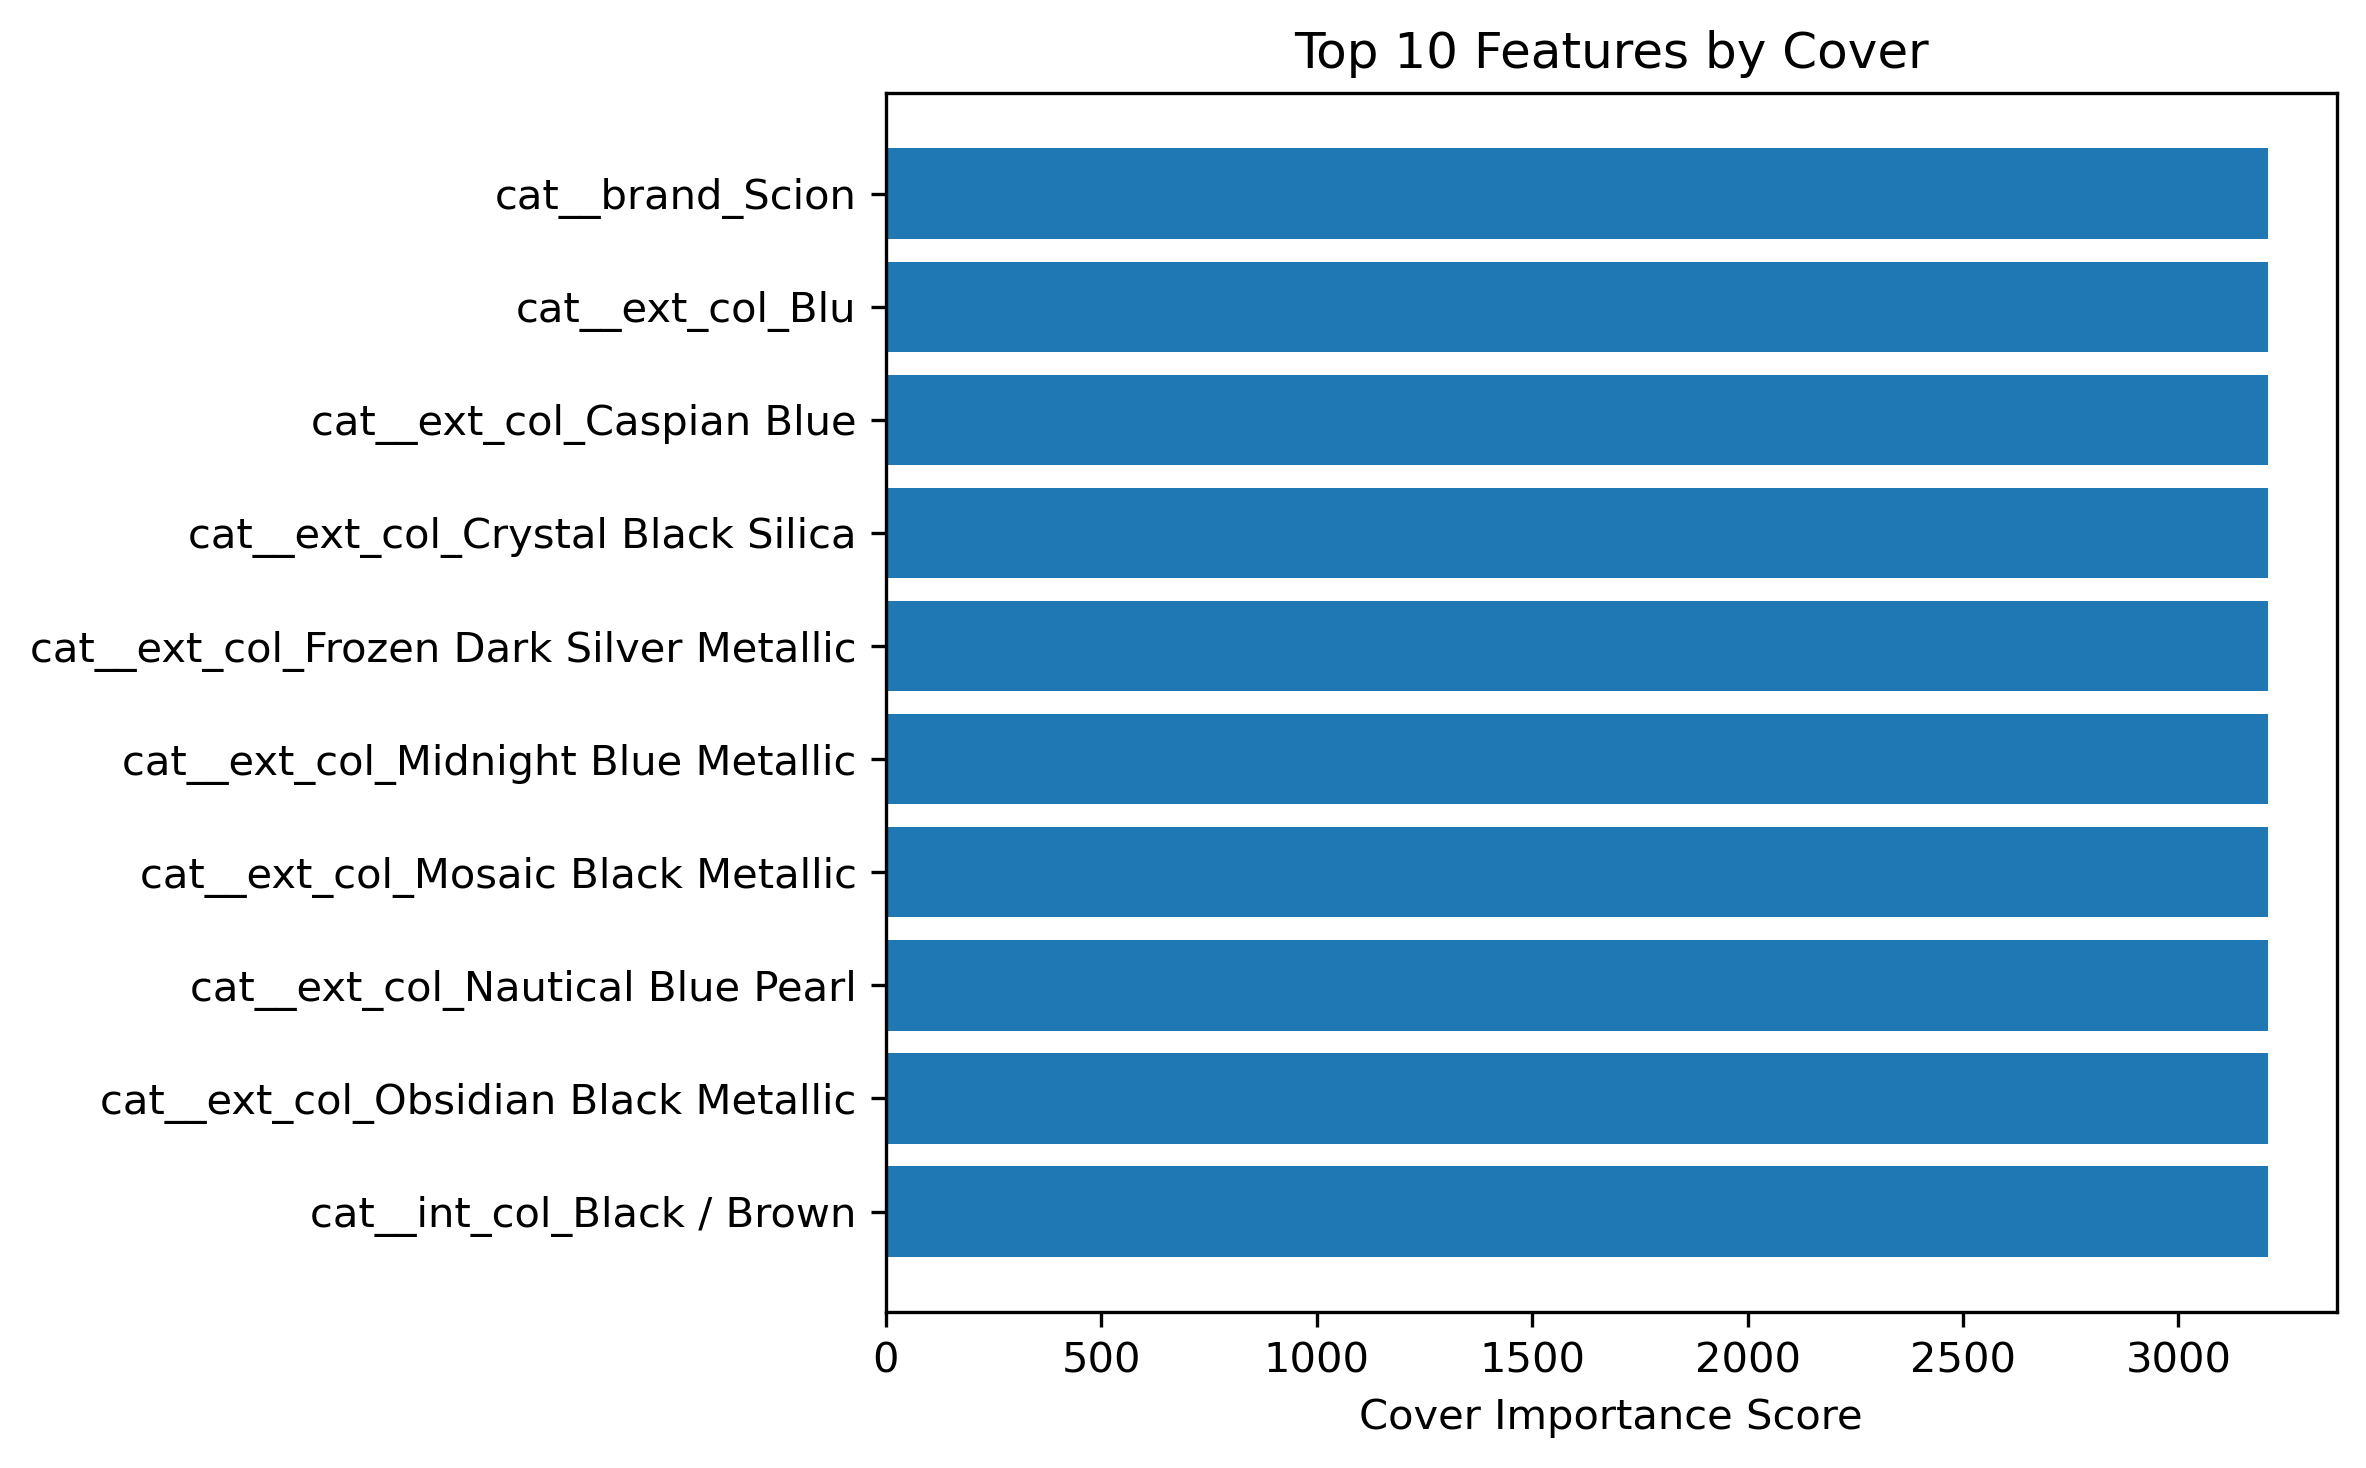 Top 10 Features by Cover
cat__brand_Scion
cat__ext_col_Blu
cat__ext_col_Caspian Blue
cat__ext_col_Crystal Black Silica
cat__ext_col_Frozen Dark Silver Metallic
cat__ext_col_Midnight Blue Metallic
cat__ext_col_Mosaic Black Metallic
cat__ext_col_Nautical Blue Pearl
cat__ext_col_Obsidian Black Metallic
cat__int_col_Black / Brown
0 500 1000 1500 2000 2500 3000
Cover Importance Score